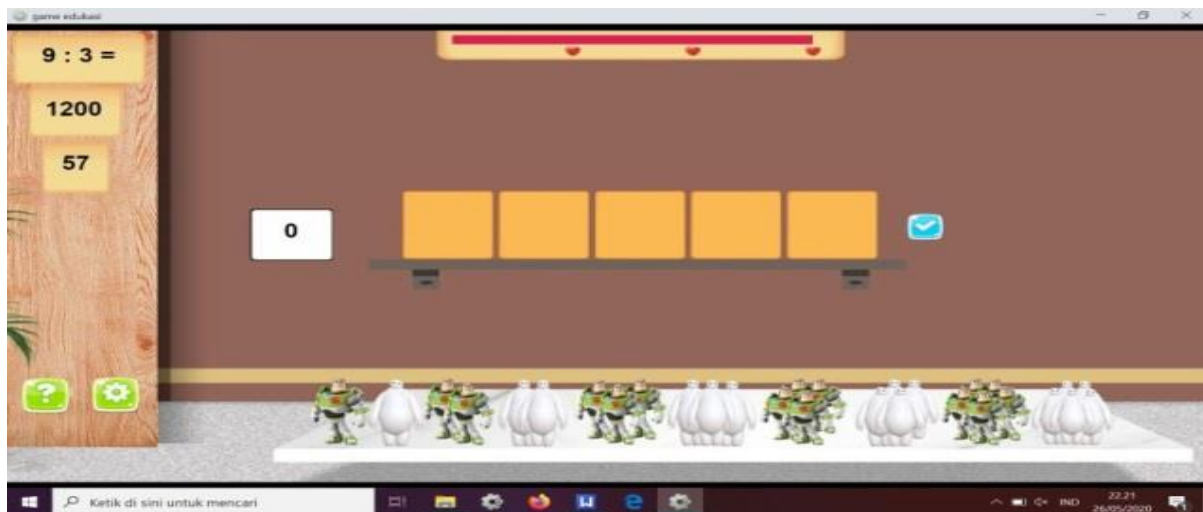 game edukasi
9 : 3 =
1200
57
0
?
Ketik di sini untuk mencari
IND
22.21
26/05/2020